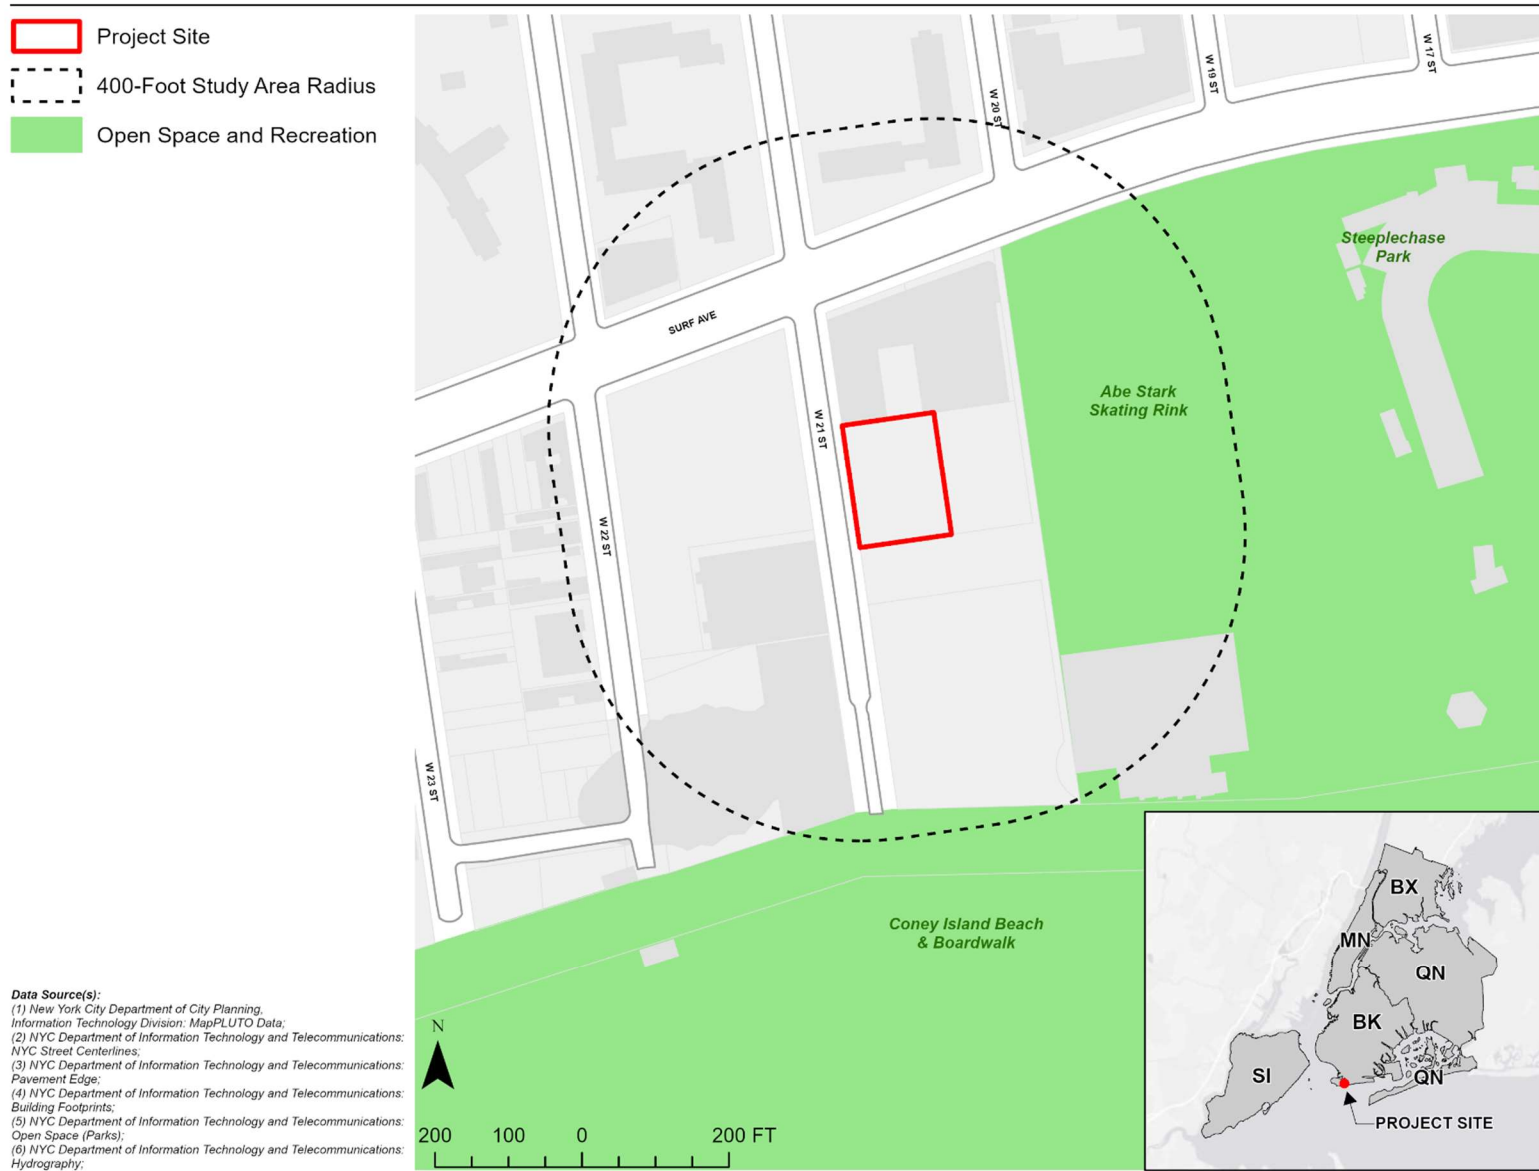 Project Site
400-Foot Study Area Radius
Open Space and Recreation
W 20 ST
W 19 ST
W 17 ST
Steeplechase
Park
SURF AVE
Abe Stark
Skating Rink
W 21 ST
W 22 ST
W 23 ST
Coney Island Beach
& Boardwalk
BX
MN
QN
BK
SI
QN
PROJECT SITE
Data Source(s):
(1) New York City Department of City Planning,
Information Technology Division: MapPLUTO Data;
(2) NYC Department of Information Technology and Telecommunications:
NYC Street Centerlines;
(3) NYC Department of Information Technology and Telecommunications:
Pavement Edge;
(4) NYC Department of Information Technology and Telecommunications:
Building Footprints;
(5) NYC Department of Information Technology and Telecommunications:
Open Space (Parks);
(6) NYC Department of Information Technology and Telecommunications:
Hydrography;
N
200 100 0 200 FT